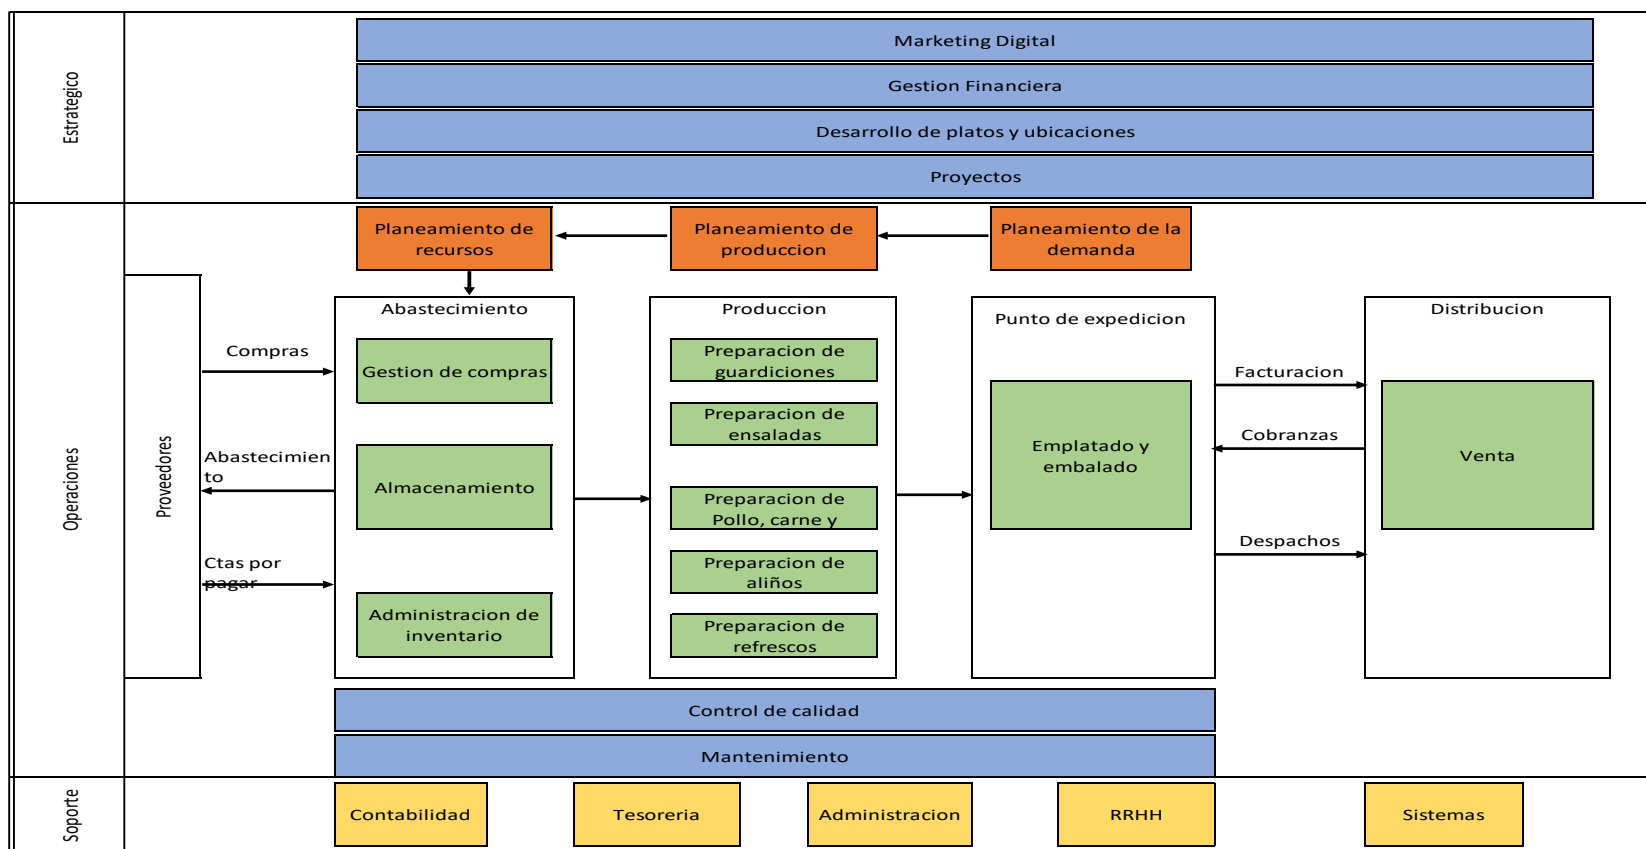 Estrategico
Marketing Digital
Gestion Financiera
Desarrollo de platos y ubicaciones
Proyectos
Operaciones
Planeamiento de
recursos
Planeamiento de
produccion
Planeamiento de la
demanda
Proveedores
Compras
Abastecimien
to
Ctas por
pagar
Abastecimiento
Gestion de compras
Almacenamiento
Administracion de
inventario
Produccion
Preparacion de
guardiciones
Preparacion de
ensaladas
Preparacion de
Pollo, carne y
Preparacion de
aliños
Preparacion de
refrescos
Punto de expedicion
Emplatado y
embalado
Facturacion
Cobranzas
Despachos
Distribucion
Venta
Control de calidad
Mantenimiento
Soporte
Contabilidad
Tesoreria
Administracion
RRHH
Sistemas